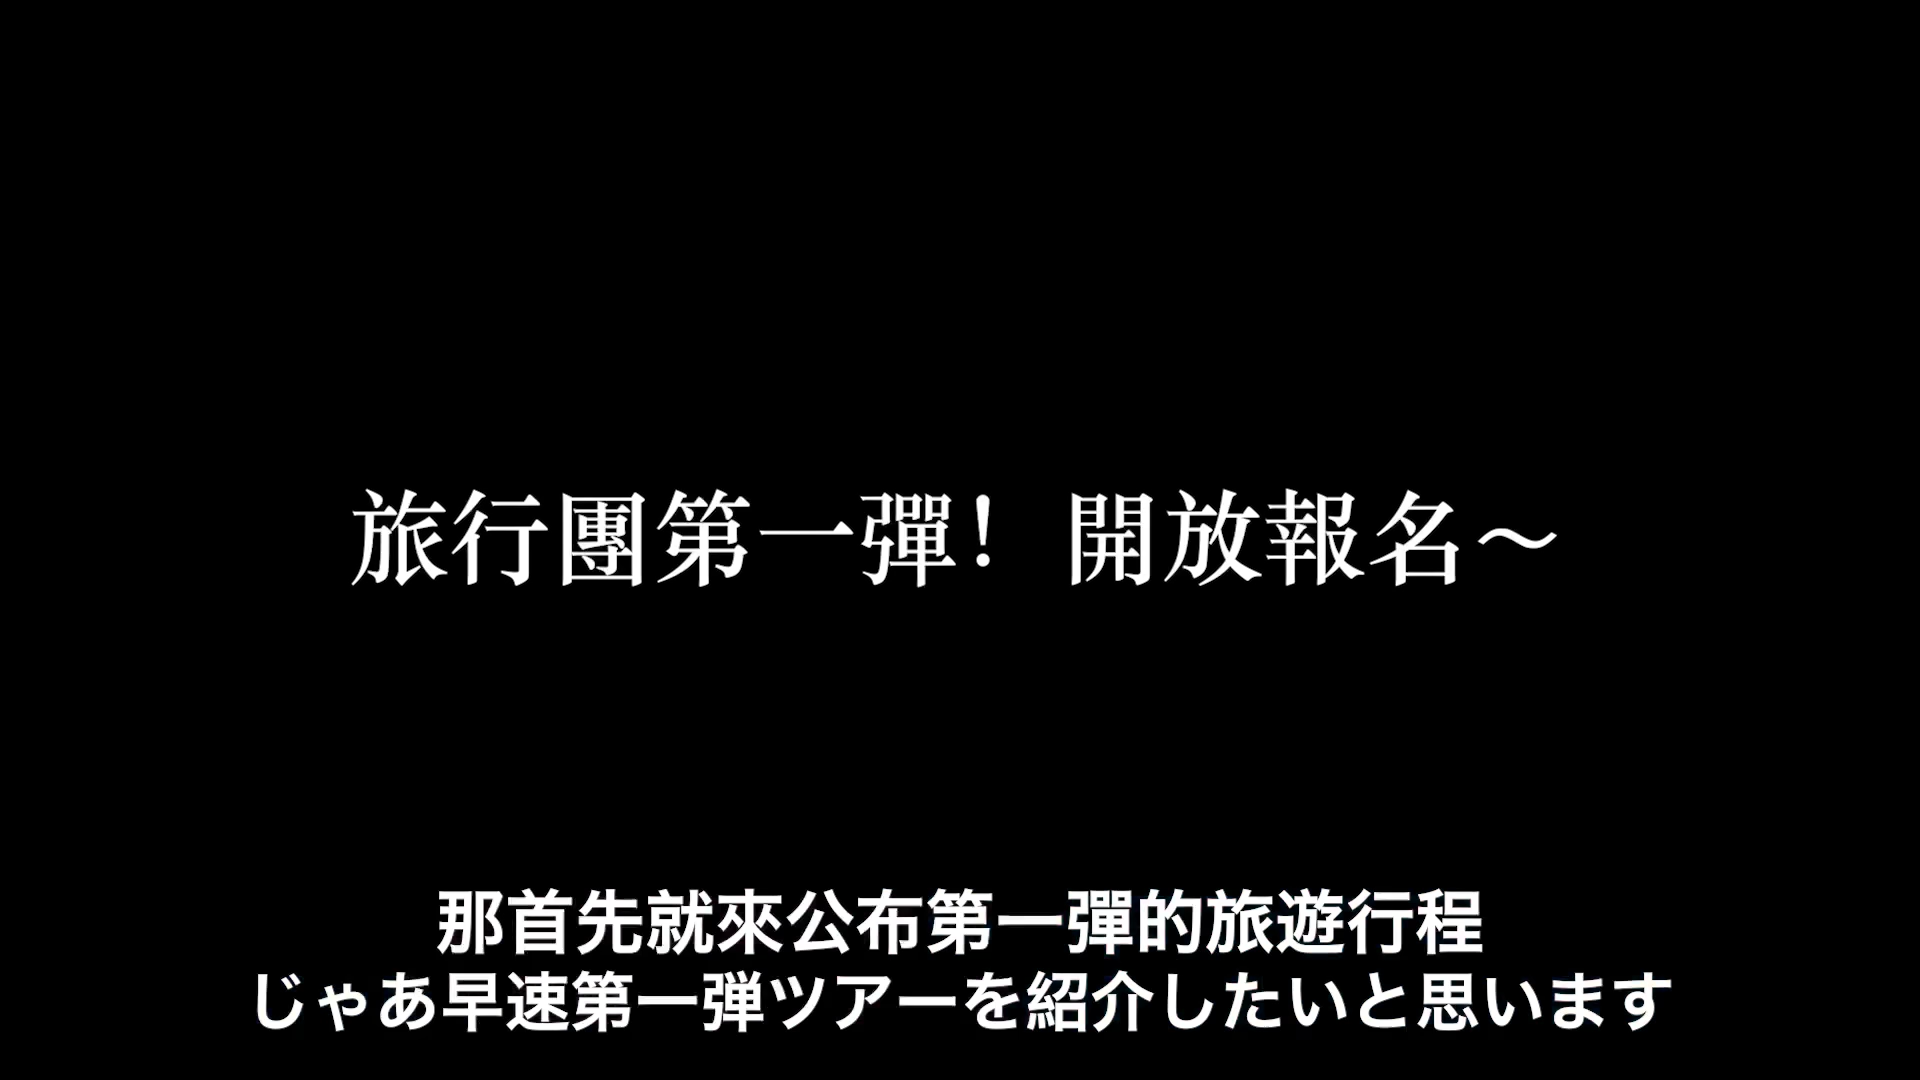 旅行團第一彈！開放報名～
那首先就來公布第一彈的旅遊行程
じゃあ早速第一弾ツアーを紹介したいと思います